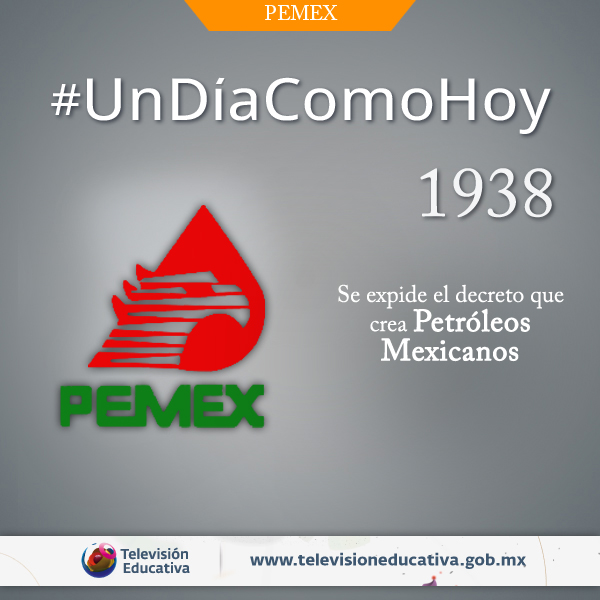 PEMEX
#UnDíaComoHoy
1938
Se expide el decreto que
crea Petróleos
Mexicanos
PEMEX
Televisión
Educativa
www.televisioneducativa.gob.mx